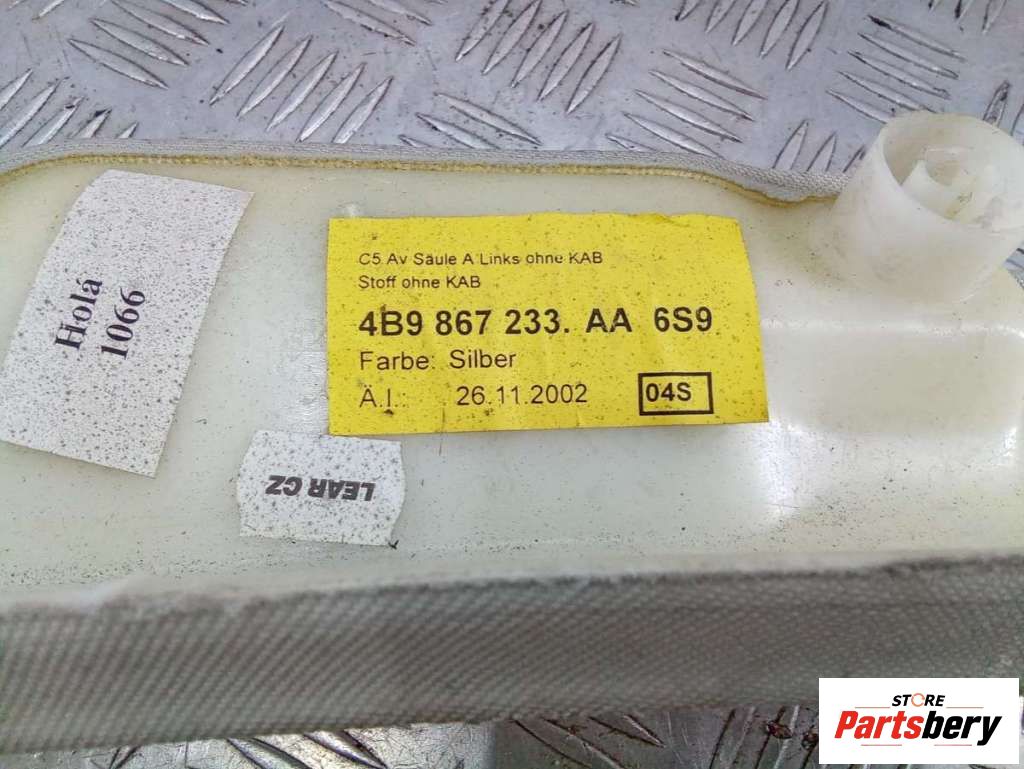 Holá
1066
C5 Av Säule A Links ohne KAB
Stoff ohne KAB
4B9 867 233. AA 6S9
Farbe: Silber
Ä.I.: 26.11.2002 04S
LEAR CZ
STORE
Partsbery